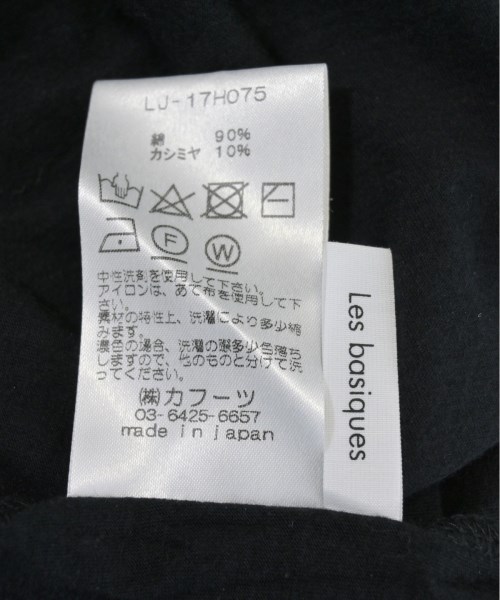 LJ-17H075
綿 90%
カシミヤ 10%
F
W
中性洗剤を使用して下さい。
アイロンは、あて布を使用して下
さい。
素材の特性上、洗濯により多少縮
みます。
濃色の場合、洗濯の際多少色落ち
しますので、他のものと分けて洗
ってください。
㈱カフーツ
03-6425-6657
made in japan
Les basiques